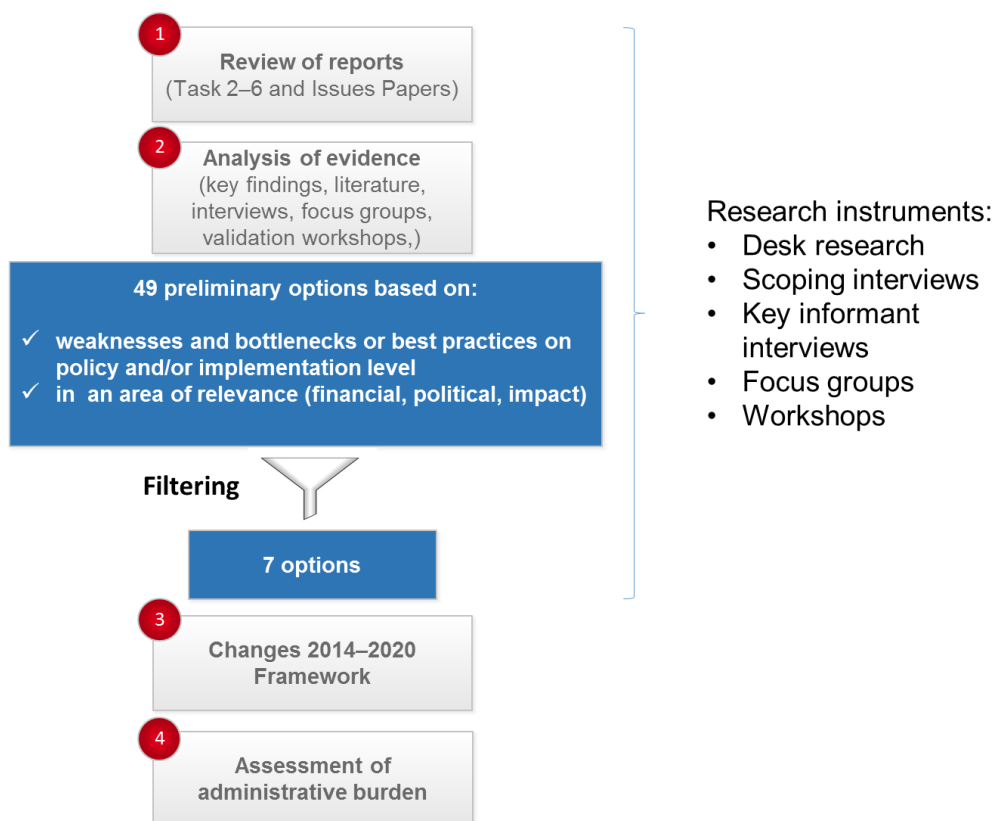 1
Review of reports
(Task 2–6 and Issues Papers)
2
Analysis of evidence
(key findings, literature,
interviews, focus groups,
validation workshops,)
49 preliminary options based on:
✓ weaknesses and bottlenecks or best practices on
policy and/or implementation level
✓ in an area of relevance (financial, political, impact)
Filtering
7 options
3
Changes 2014–2020
Framework
4
Assessment of
administrative burden
Research instruments:
• Desk research
• Scoping interviews
• Key informant
interviews
• Focus groups
• Workshops